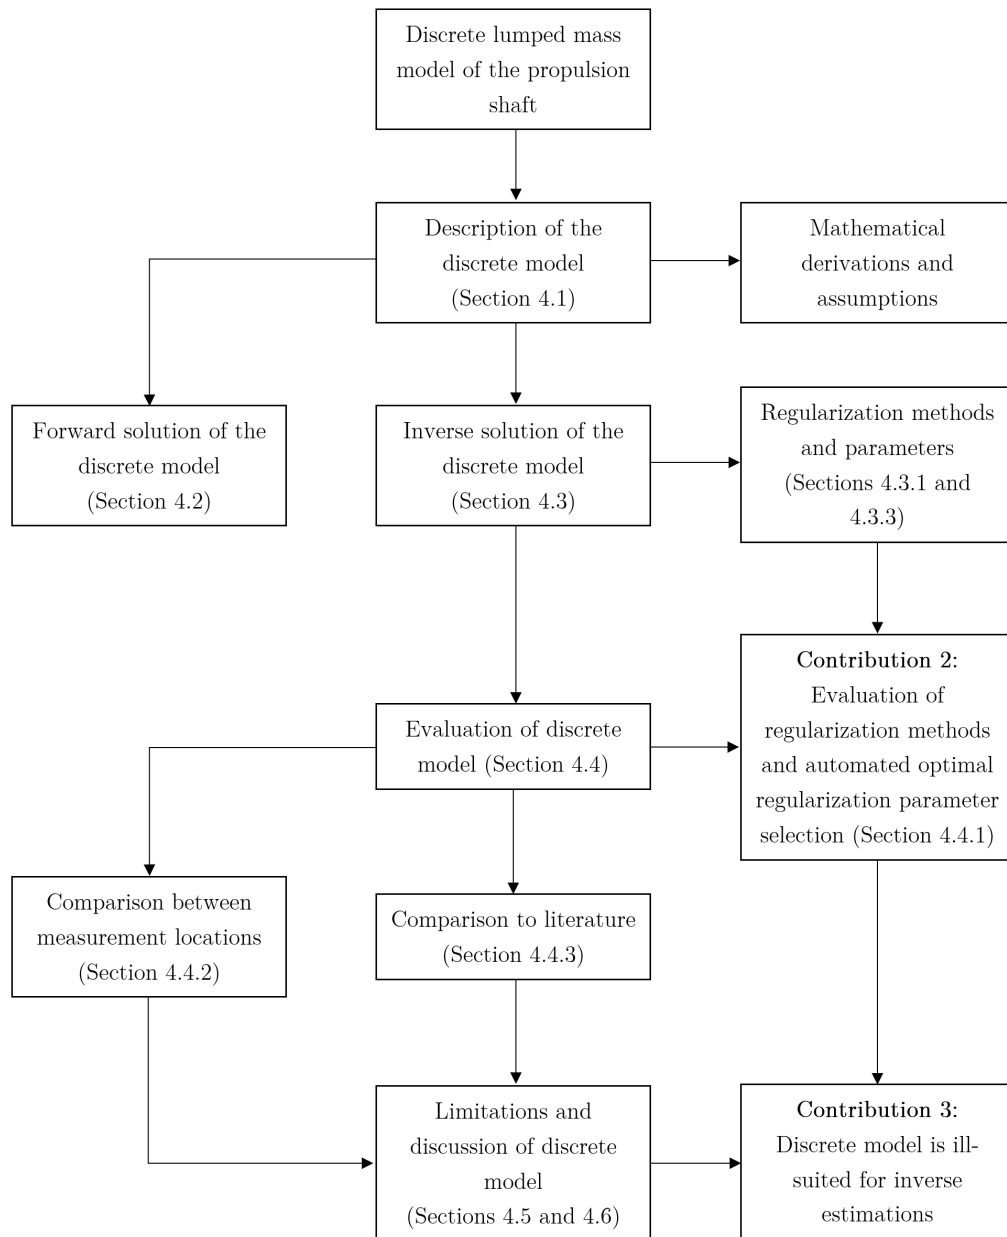 Discrete lumped mass
model of the propulsion
shaft
Description of the
discrete model
(Section 4.1)
Mathematical
derivations and
assumptions
Forward solution of the
discrete model
(Section 4.2)
Inverse solution of the
discrete model
(Section 4.3)
Regularization methods
and parameters
(Sections 4.3.1 and
4.3.3)
Contribution 2:
Evaluation of
regularization methods
and automated optimal
regularization parameter
selection (Section 4.4.1)
Evaluation of discrete
model (Section 4.4)
Comparison between
measurement locations
(Section 4.4.2)
Comparison to literature
(Section 4.4.3)
Limitations and
discussion of discrete
model
(Sections 4.5 and 4.6)
Contribution 3:
Discrete model is ill-
suited for inverse
estimations